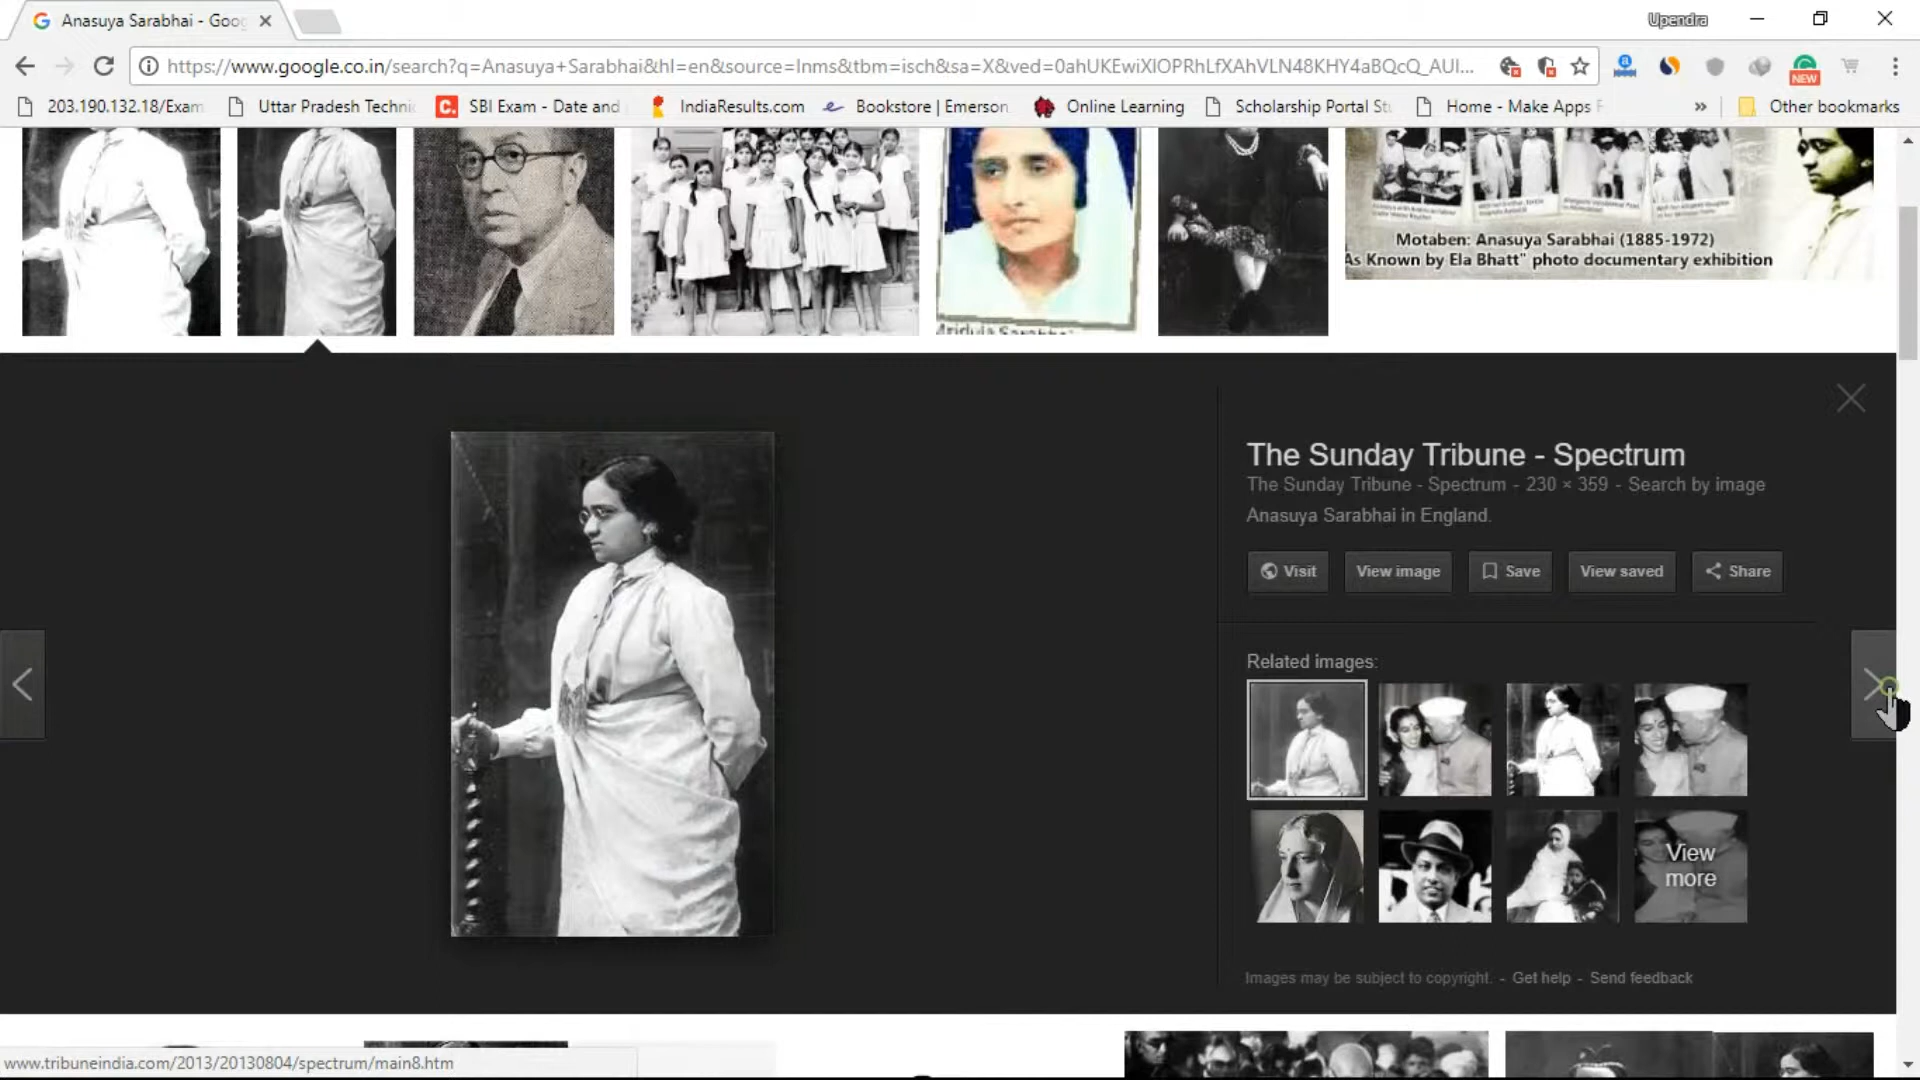 Anasuya Sarabhai - Goog
Upendra
https://www.google.co.in/search?q=Anasuya+Sarabhai&hl=en&source=lnms&tbm=isch&sa=X&ved=0ahUKEwiXIOPRhLfXAhVLN48KHY4aBQcQ_AUI...
NEW
203.190.132.18/Exam
Uttar Pradesh Technic
C.
SBI Exam - Date and
IndiaResults.com
Bookstore | Emerson
Online Learning
Scholarship Portal
Home - Make Apps
»
Other bookmarks
Motaben: Anasuya Sarabhai (1885-1972)
As Known by Ela Bhatt" photo documentary exhibition
The Sunday Tribune - Spectrum
The Sunday Tribune - Spectrum - 230 × 359 - Search by image
Anasuya Sarabhai in England.
Visit
View image
Save
View saved
Share
Related images:
View
more
Images may be subject to copyright. - Get help - Send feedback
www.tribuneindia.com/2013/20130804/spectrum/main8.htm